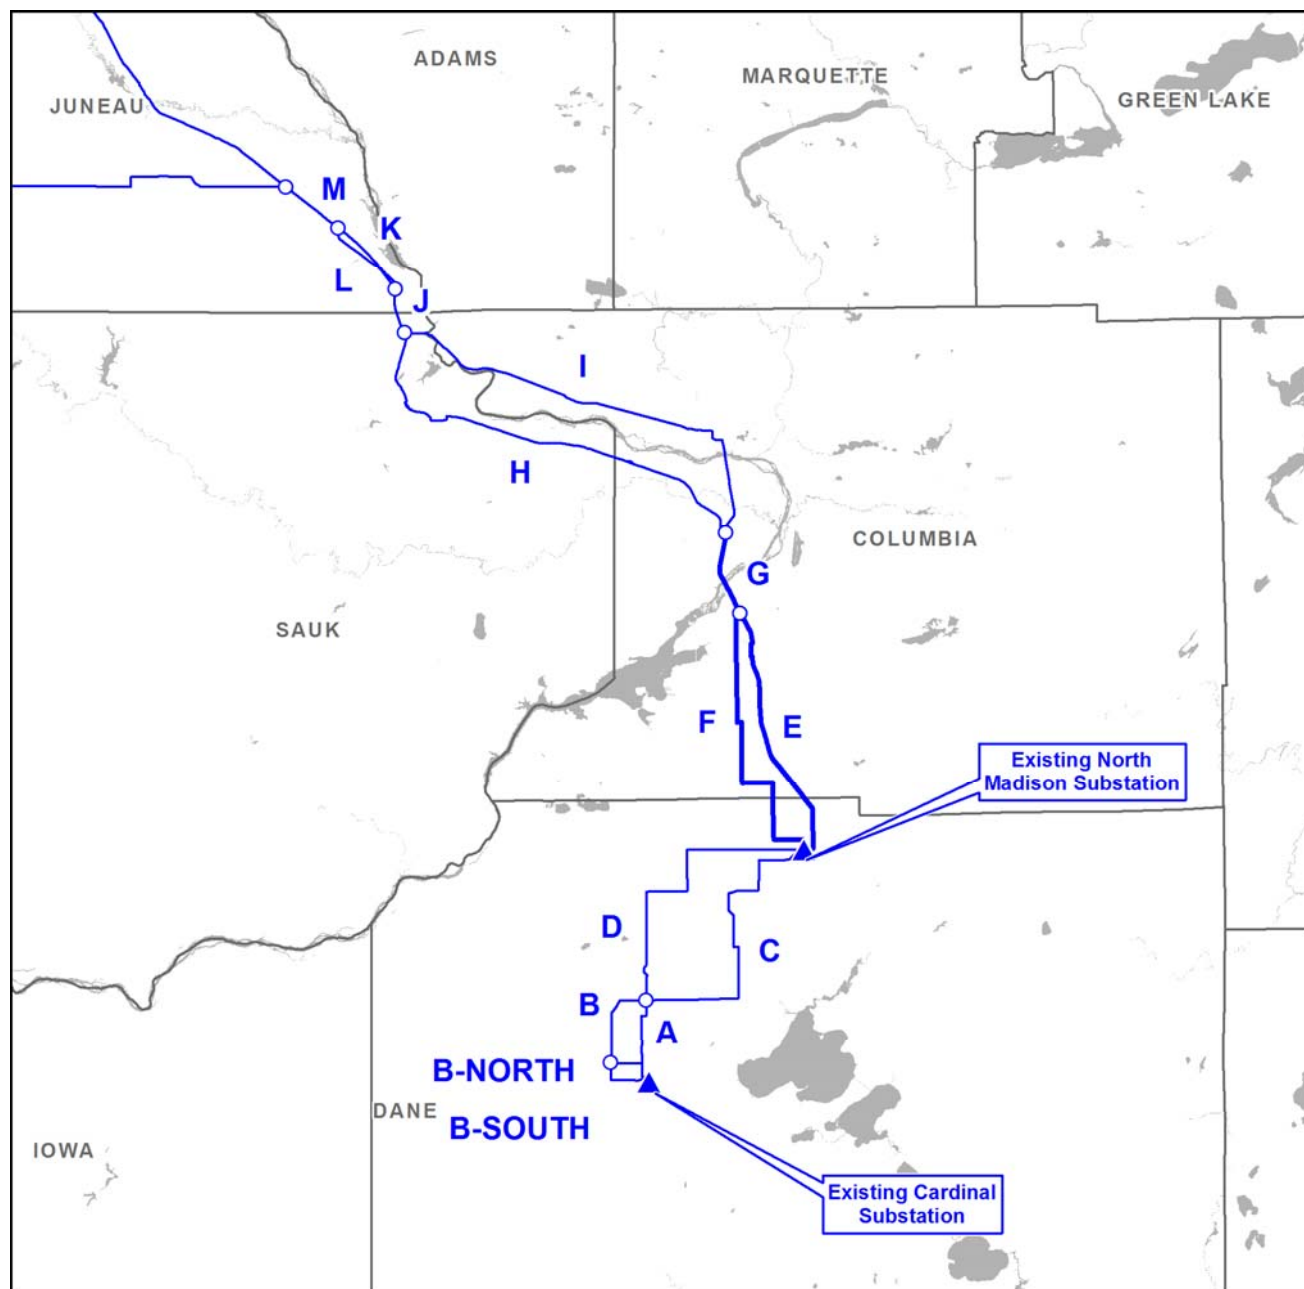 ADAMS
MARQUETTE
GREEN LAKE
JUNEAU
M
K
L
J
I
H
COLUMBIA
G
SAUK
F
E
Existing North
Madison Substation
D
C
B
A
B-NORTH
DANE
B-SOUTH
IOWA
Existing Cardinal
Substation